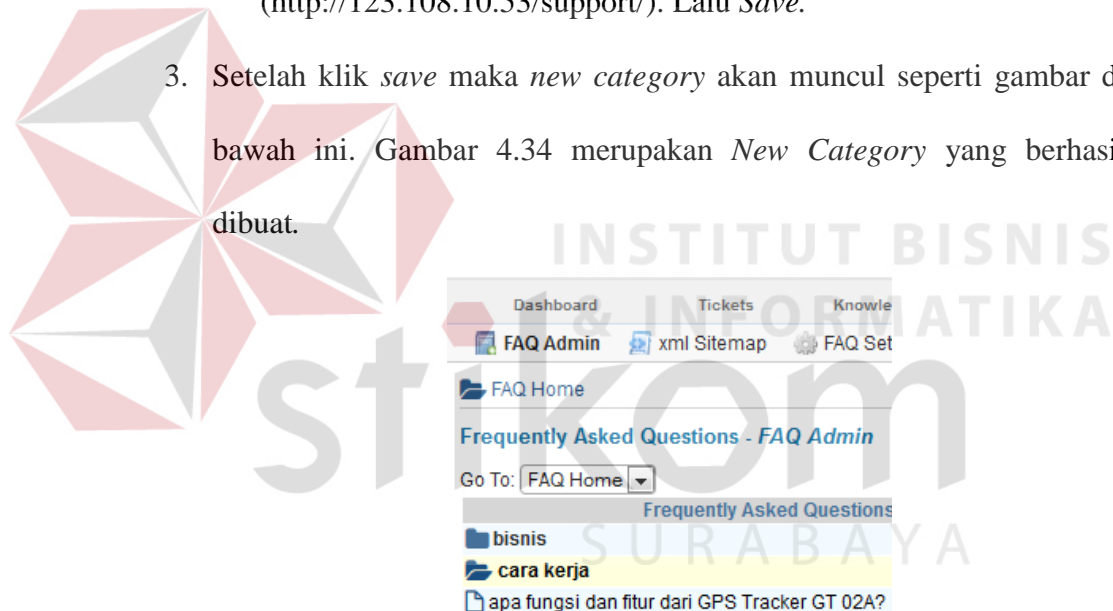 (http://123.108.10.53/support/). Lalu Save.
3. Setelah klik save maka new category akan muncul seperti gambar d
bawah ini. Gambar 4.34 merupakan New Category yang berhasi
dibuat.
INSTITUT BISNIS
& INFORMATIKA
stikom
SURABAYA
Dashboard Tickets Knowle
FAQ Admin xml Sitemap FAQ Set
FAQ Home
Frequently Asked Questions - FAQ Admin
Go To: FAQ Home
Frequently Asked Questions
bisnis
cara kerja
apa fungsi dan fitur dari GPS Tracker GT 02A?